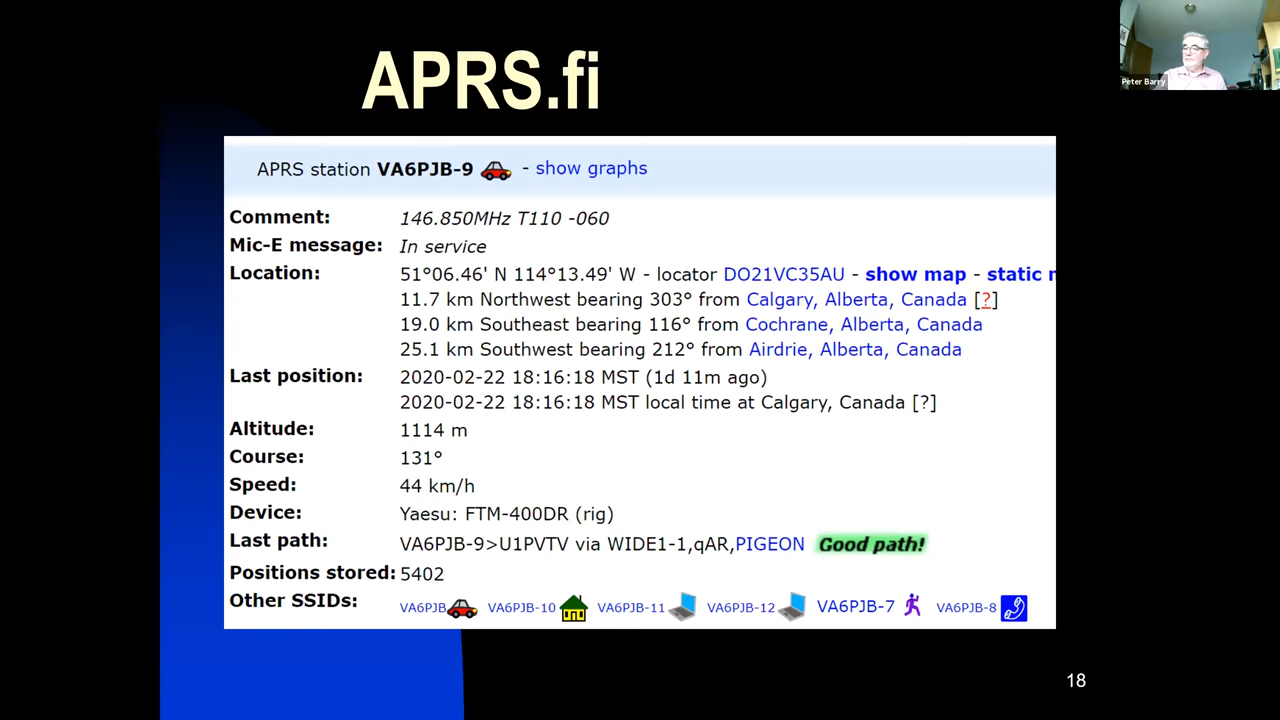 APRS.fi
Peter Barry
APRS station VA6PJB-9 - show graphs
Comment: 146.850MHz T110 -060
Mic-E message: In service
Location: 51°06.46' N 114°13.49' W - locator DO21VC35AU - show map - static
11.7 km Northwest bearing 303° from Calgary, Alberta, Canada [?]
19.0 km Southeast bearing 116° from Cochrane, Alberta, Canada
25.1 km Southwest bearing 212° from Airdrie, Alberta, Canada
Last position: 2020-02-22 18:16:18 MST (1d 11m ago)
2020-02-22 18:16:18 MST local time at Calgary, Canada [?]
Altitude: 1114 m
Course: 131°
Speed: 44 km/h
Device: Yaesu: FTM-400DR (rig)
Last path: VA6PJB-9>U1PVTV via WIDE1-1,qAR,PIGEON Good path!
Positions stored: 5402
Other SSIDs: VA6PJB VA6PJB-10 VA6PJB-11 VA6PJB-12 VA6PJB-7 VA6PJB-8
18